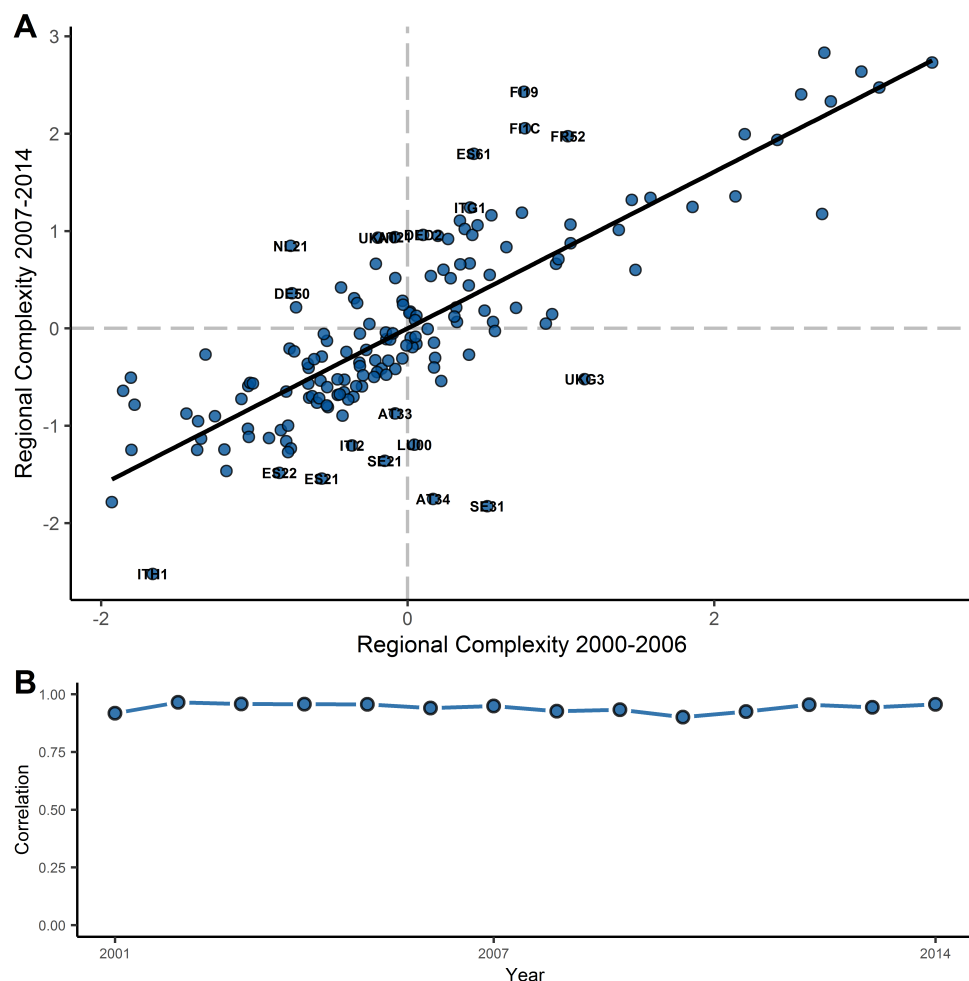 A
3
2
1
0
-1
-2
Regional Complexity 2007-2014
FI19
FI1C
FR52
ES61
ITG1
DED2
NL21
DE50
UKG3
AT33
ITI2
LU00
SE21
ES22
ES21
AT34
SE31
ITH1
-2
0
2
Regional Complexity 2000-2006
B
1.00
0.75
0.50
0.25
0.00
Correlation
2001
2007
2014
Year